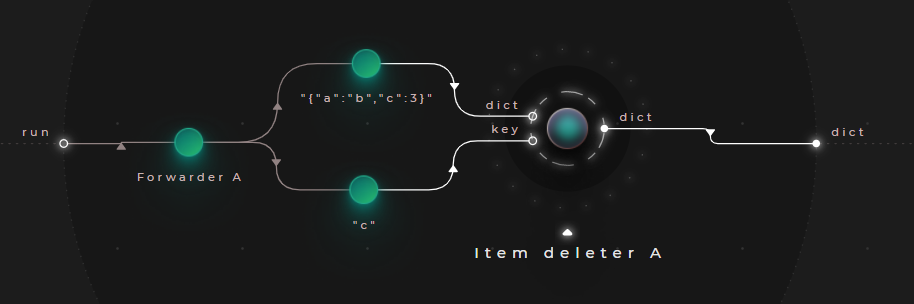 run
Forwarder A
"{"a":"b","c":3}"
"c"
dict
key
dict
Item deleter A
dict